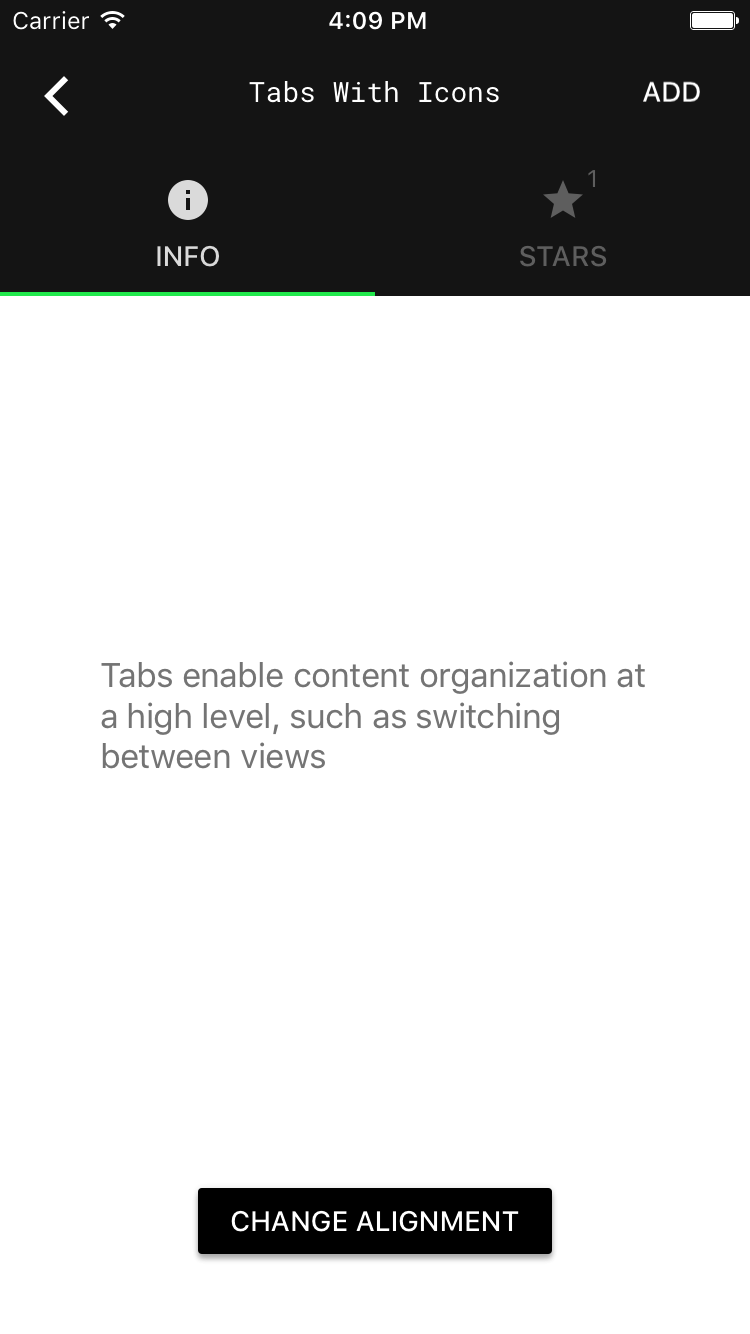 Carrier 4:09 PM
Tabs With Icons ADD
1
INFO STARS
Tabs enable content organization at
a high level, such as switching
between views
CHANGE ALIGNMENT